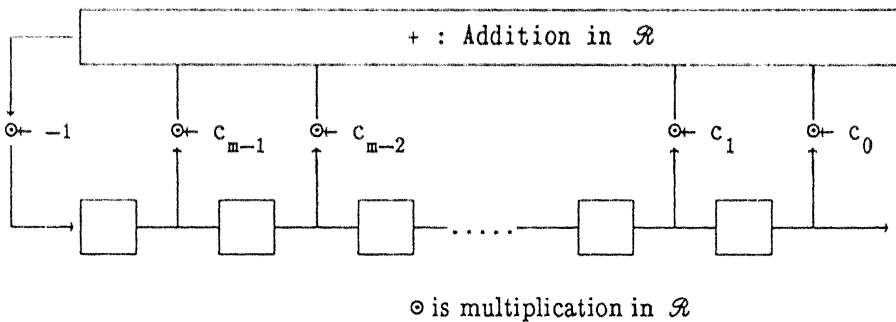 + : Addition in ℛ
⊙← -1 ⊙← C_{m-1} ⊙← C_{m-2} ⊙← C_1 ⊙← C_0
.....
⊙ is multiplication in ℛ